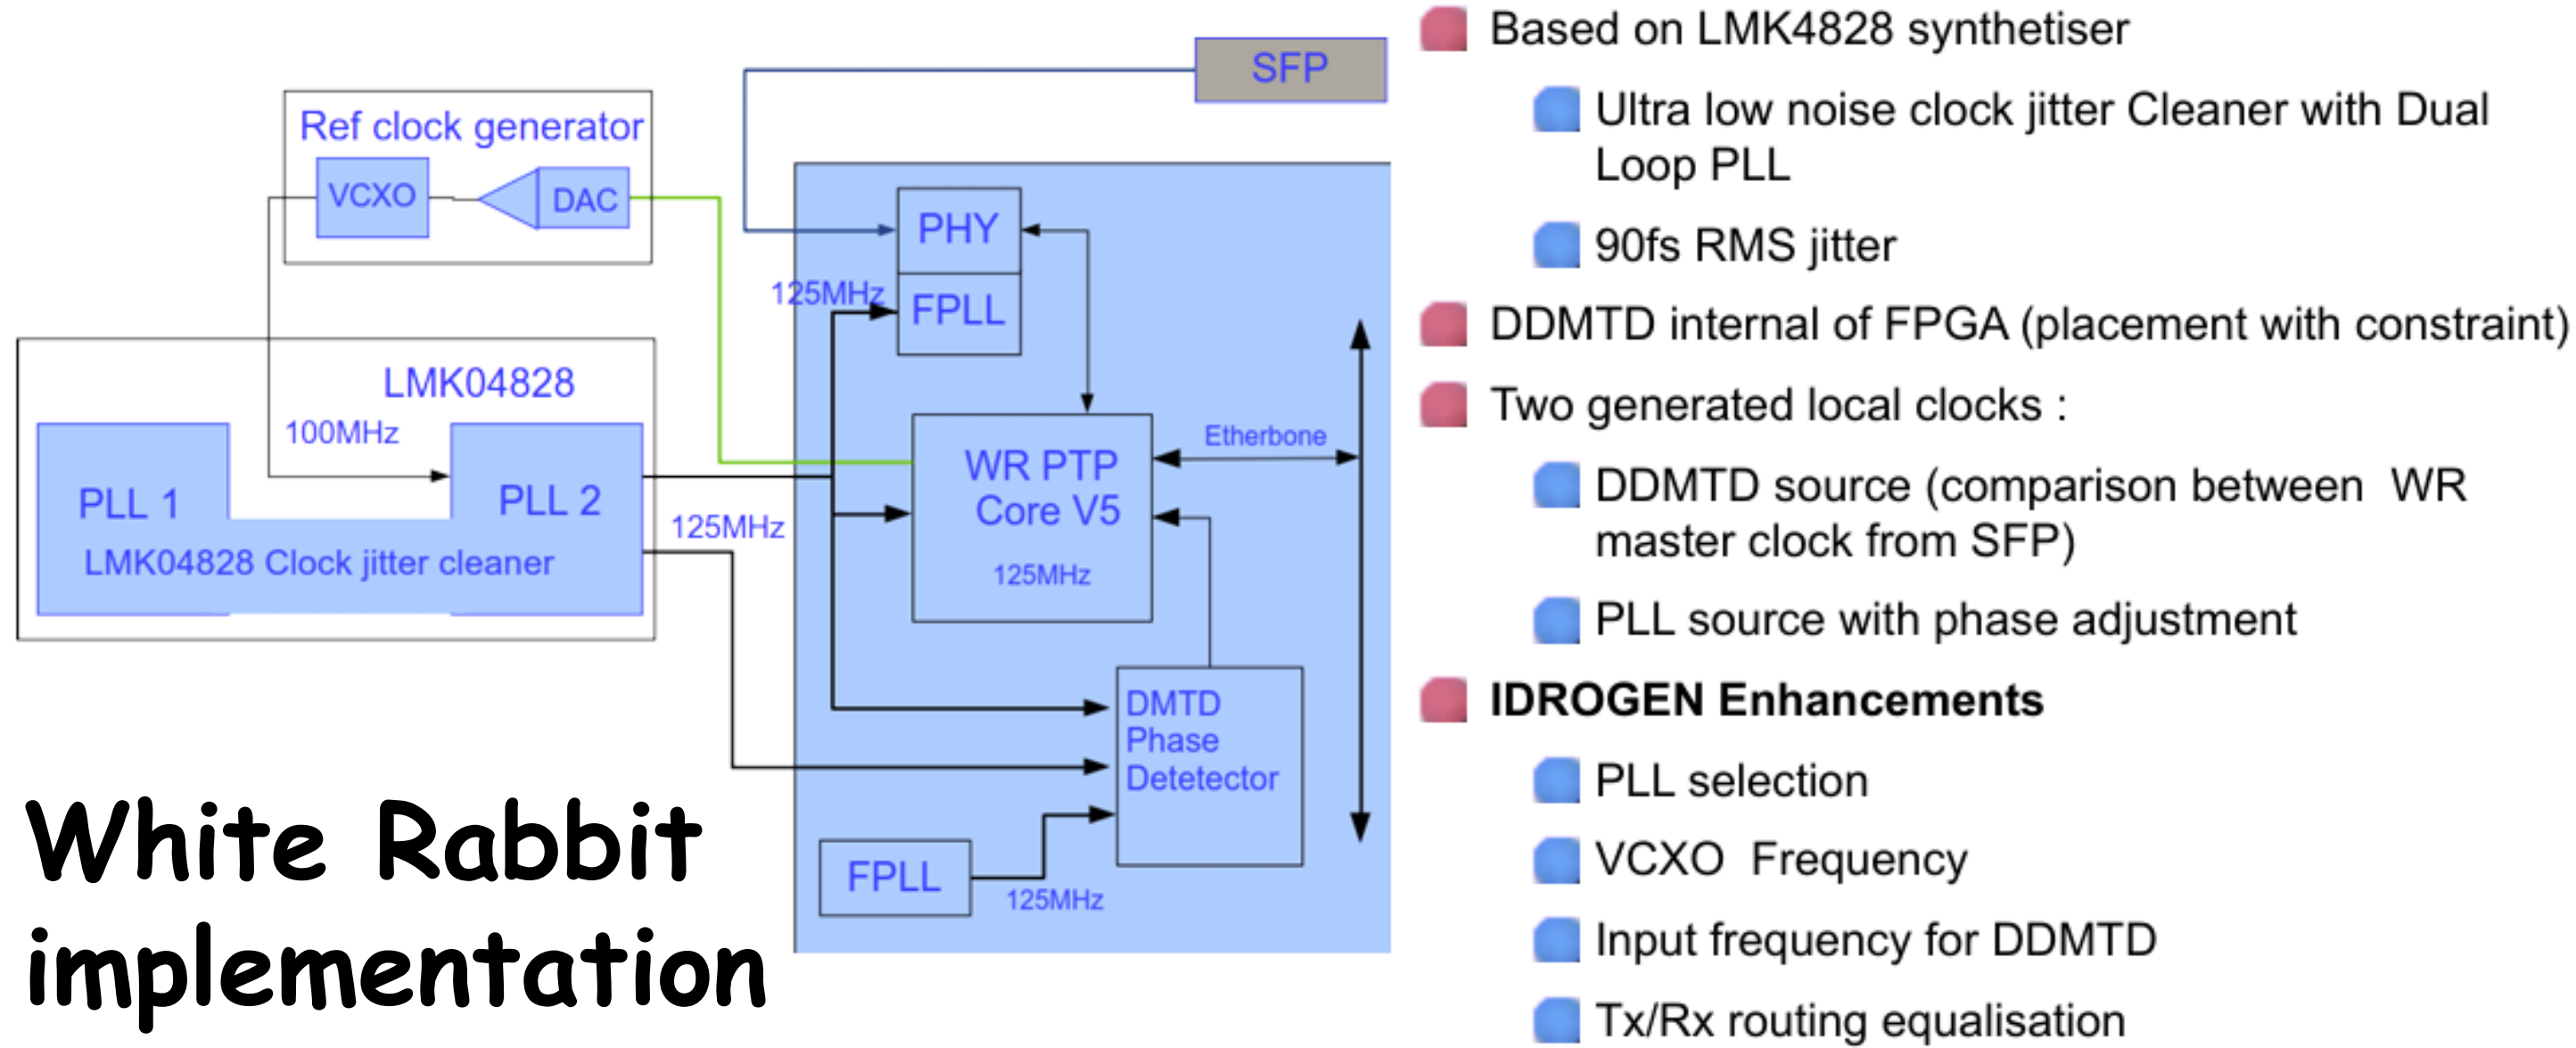 SFP
Ref clock generator
VCXO
DAC
PHY
125MHz
FPLL
LMK04828
100MHz
PLL 1
PLL 2
LMK04828 Clock jitter cleaner
125MHz
WR PTP
Core V5
125MHz
Etherbone
DMTD
Phase
Detetector
FPLL
125MHz
White Rabbit
implementation
Based on LMK4828 synthetiser
Ultra low noise clock jitter Cleaner with Dual
Loop PLL
90fs RMS jitter
DDMTD internal of FPGA (placement with constraint)
Two generated local clocks :
DDMTD source (comparison between  WR
master clock from SFP)
PLL source with phase adjustment
IDROGEN Enhancements
PLL selection
VCXO  Frequency
Input frequency for DDMTD
Tx/Rx routing equalisation